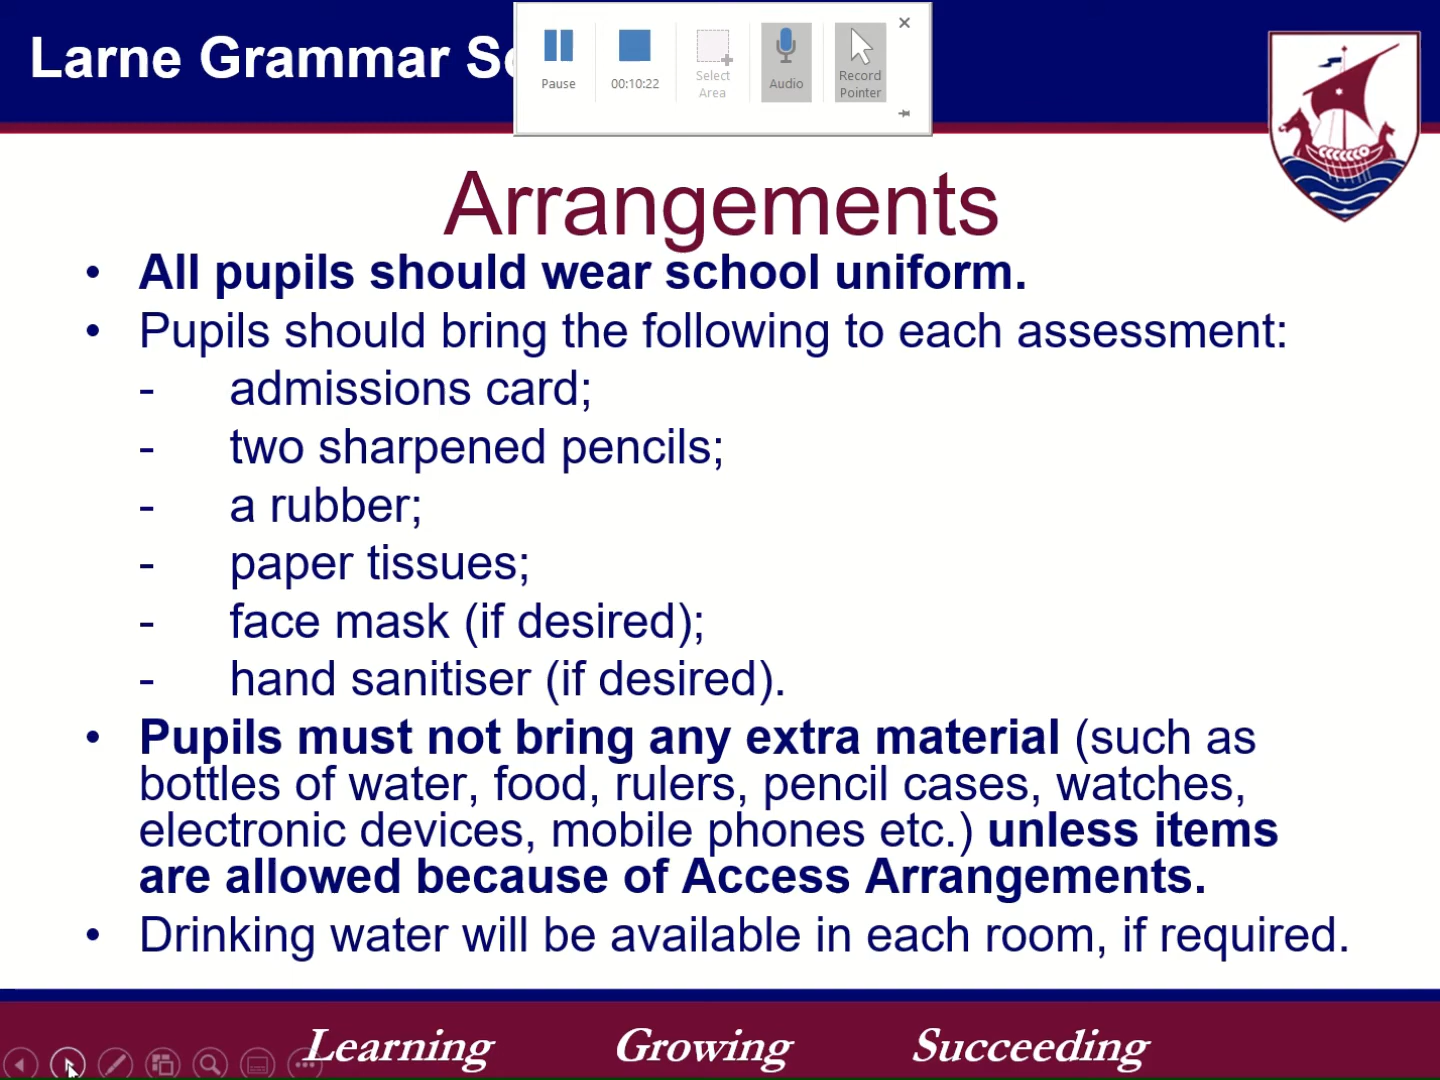 Larne Grammar S
Pause
00:10:22
Select
Area
Audio
Record
Pointer
Arrangements
• All pupils should wear school uniform.
• Pupils should bring the following to each assessment:
- admissions card;
- two sharpened pencils;
- a rubber;
- paper tissues;
- face mask (if desired);
- hand sanitiser (if desired).
• Pupils must not bring any extra material (such as
bottles of water, food, rulers, pencil cases, watches,
electronic devices, mobile phones etc.) unless items
are allowed because of Access Arrangements.
• Drinking water will be available in each room, if required.
Learning Growing Succeeding